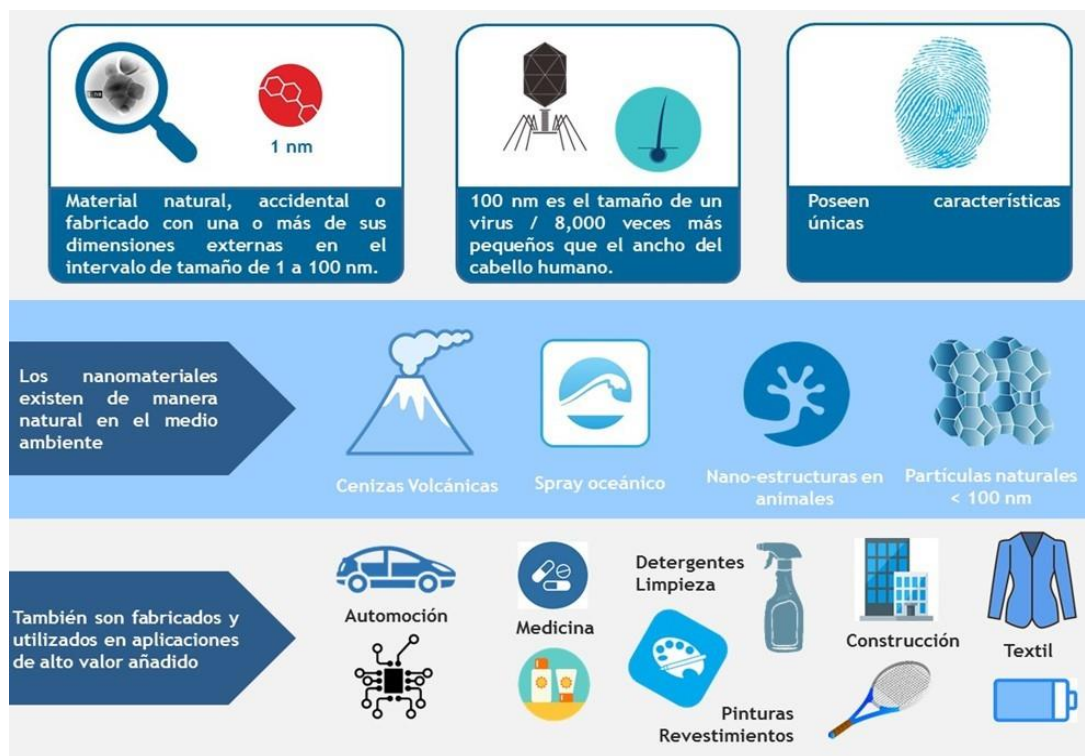 1 nm
Material natural, accidental o
fabricado con una o más de sus
dimensiones externas en el
intervalo de tamaño de 1 a 100 nm.
100 nm es el tamaño de un
virus / 8,000 veces más
pequeños que el ancho del
cabello humano.
Poseen características
únicas
Los nanomateriales
existen de manera
natural en el medio
ambiente
Cenizas Volcánicas
Spray oceánico
Nano-estructuras en
animales
Partículas naturales
< 100 nm
También son fabricados y
utilizados en aplicaciones
de alto valor añadido
Automoción
Medicina
Detergentes
Limpieza
Pinturas
Revestimientos
Construcción
Textil